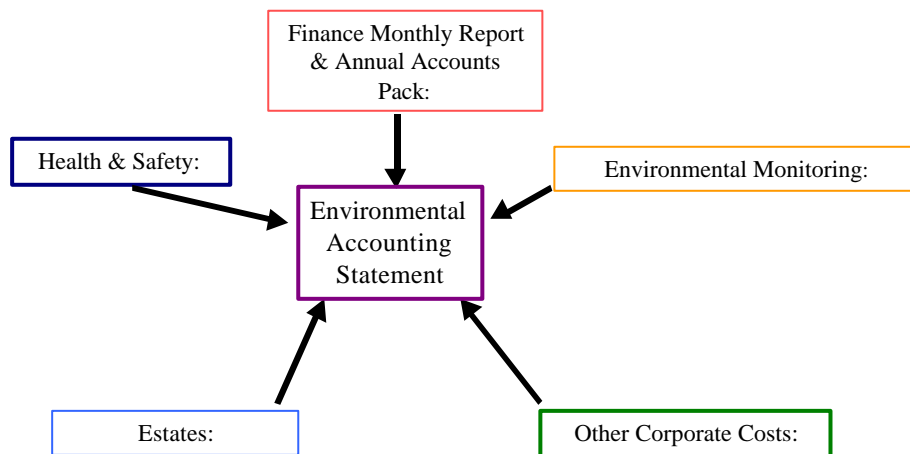 Finance Monthly Report
& Annual Accounts
Pack:
Health & Safety:
Environmental Monitoring:
Environmental
Accounting
Statement
Estates:
Other Corporate Costs: